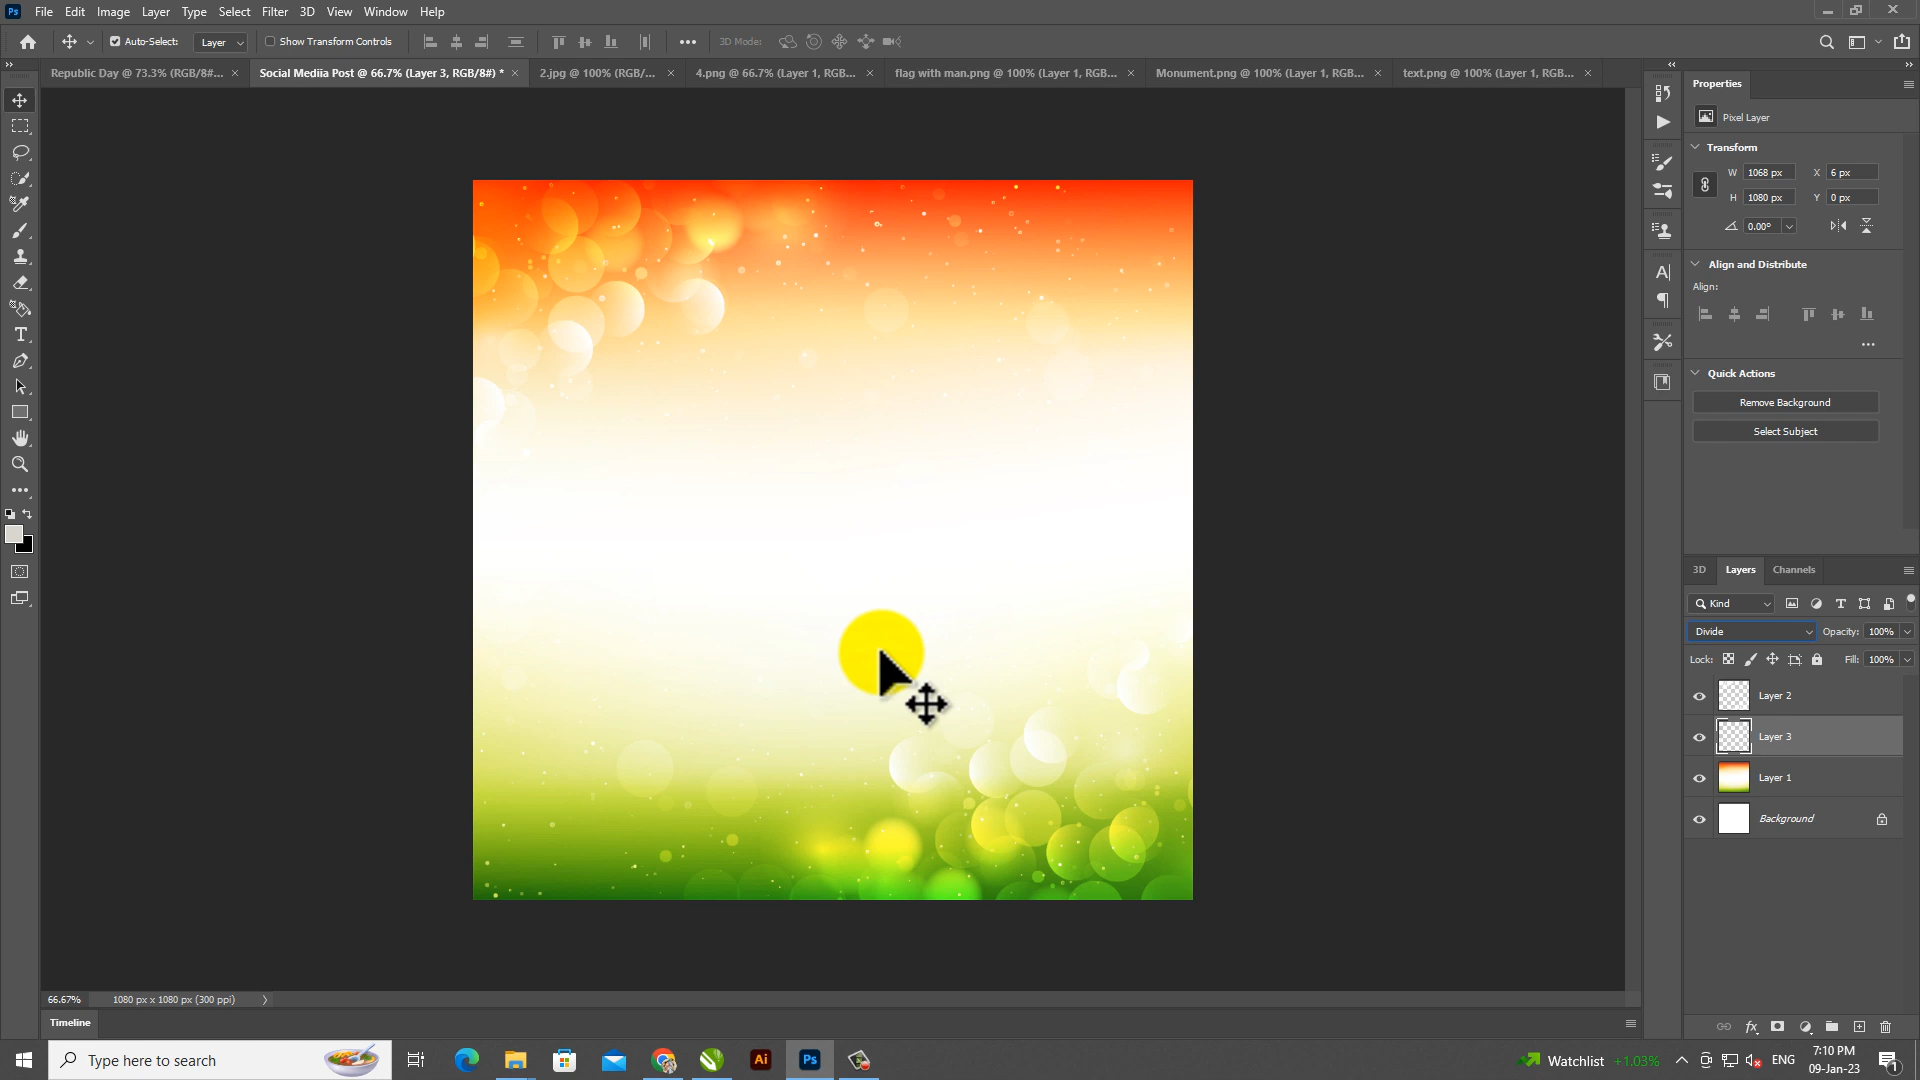 Ps File Edit Image Layer Type Select Filter 3D View Window Help
Auto-Select: Layer Show Transform Controls 3D Mode:
Republic Day @ 73.3% (RGB/8#... × Social Mediia Post @ 66.7% (Layer 3, RGB/8#) * × 2.jpg @ 100% (RGB/... × 4.png @ 66.7% (Layer 1, RGB... × flag with man.png @ 100% (Layer 1, RGB... × Monument.png @ 100% (Layer 1, RGB... × text.png @ 100% (Layer 1, RGB... ×
Properties
Pixel Layer
Transform
W 1068 px X 6 px
H 1080 px Y 0 px
0.00°
Align and Distribute
Align:
Quick Actions
Remove Background
Select Subject
3D Layers Channels
Kind
Divide Opacity: 100%
Lock: Fill: 100%
Layer 2
Layer 3
Layer 1
Background
66.67% 1080 px x 1080 px (300 ppi)
Timeline
Type here to search Ai Ps Watchlist +1.03% ENG 7:10 PM
09-Jan-23 1